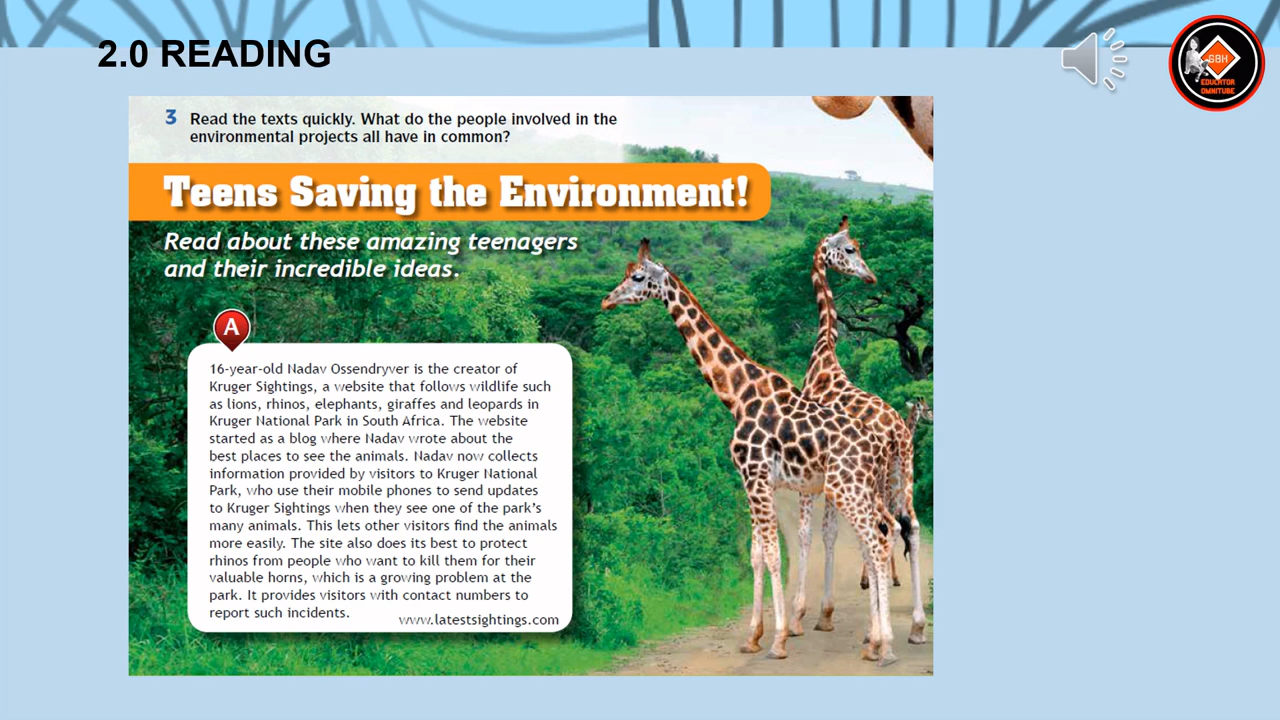 2.0 READING
GBH
EDUCATOR
OMNITUBE
3 Read the texts quickly. What do the people involved in the
environmental projects all have in common?
Teens Saving the Environment!
Read about these amazing teenagers
and their incredible ideas.
A
16-year-old Nadav Ossendryver is the creator of
Kruger Sightings, a website that follows wildlife such
as lions, rhinos, elephants, giraffes and leopards in
Kruger National Park in South Africa. The website
started as a blog where Nadav wrote about the
best places to see the animals. Nadav now collects
information provided by visitors to Kruger National
Park, who use their mobile phones to send updates
to Kruger Sightings when they see one of the park's
many animals. This lets other visitors find the animals
more easily. The site also does its best to protect
rhinos from people who want to kill them for their
valuable horns, which is a growing problem at the
park. It provides visitors with contact numbers to
report such incidents.
www.latestsightings.com